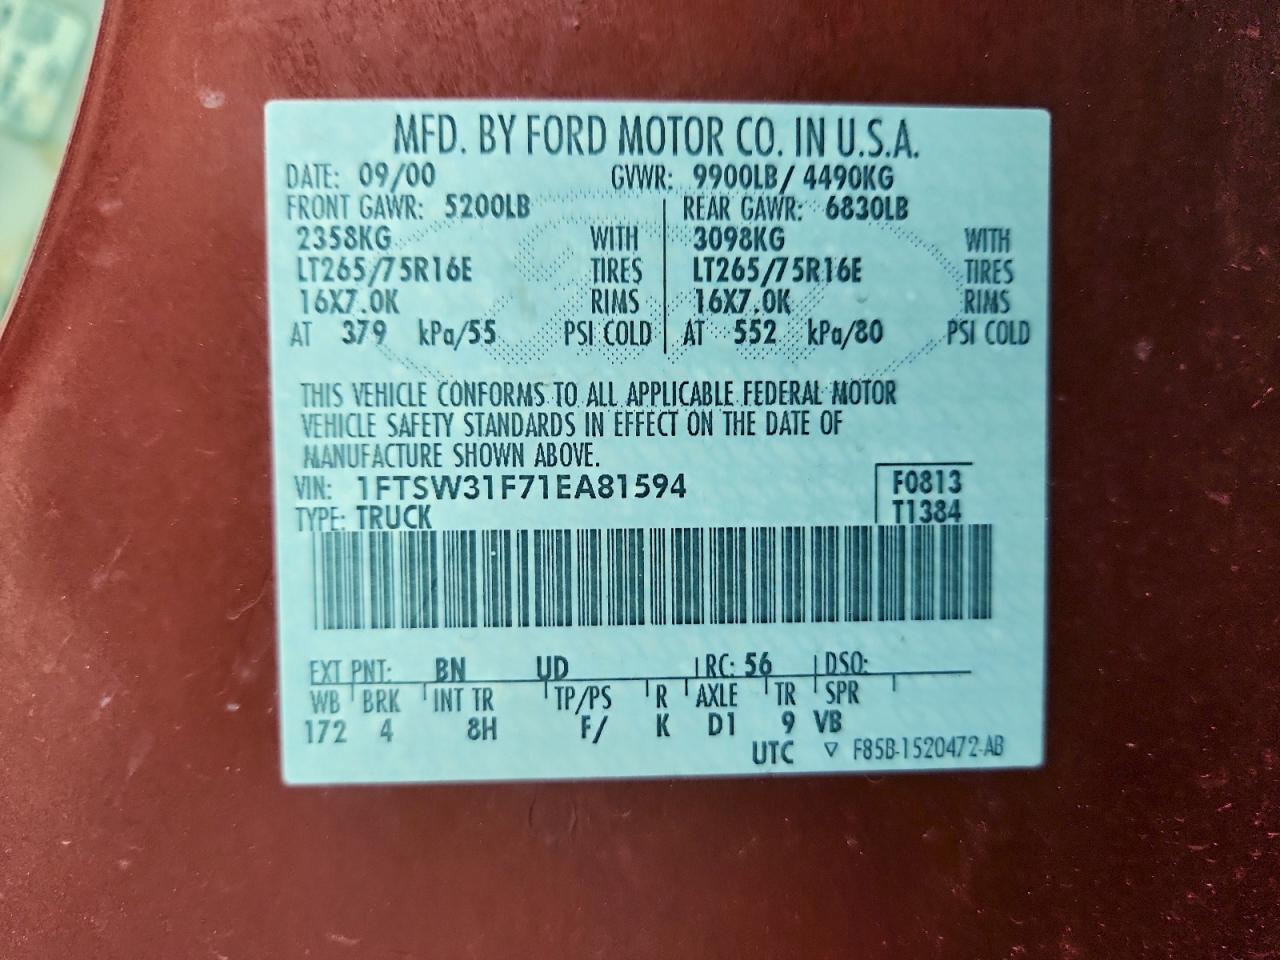 MFD. BY FORD MOTOR CO. IN U.S.A.
DATE: 09/00 GVWR: 9900LB/ 4490KG
FRONT GAWR: 5200LB REAR GAWR: 6830LB
2358KG WITH 3098KG WITH
LT265/75R16E TIRES LT265/75R16E TIRES
16X7.0K RIMS 16X7.0K RIMS
AT 379 kPa/55 PSI COLD AT 552 kPa/80 PSI COLD
THIS VEHICLE CONFORMS TO ALL APPLICABLE FEDERAL MOTOR
VEHICLE SAFETY STANDARDS IN EFFECT ON THE DATE OF
MANUFACTURE SHOWN ABOVE.
VIN: 1FTSW31F71EA81594 F0813
TYPE: TRUCK T1384
EXT PNT: BN UD RC: 56 DSO:
WB BRK INT TR TP/PS R AXLE TR SPR
172 4 8H F/ K D1 9 VB
UTC ▽ F85B-1520472-AB